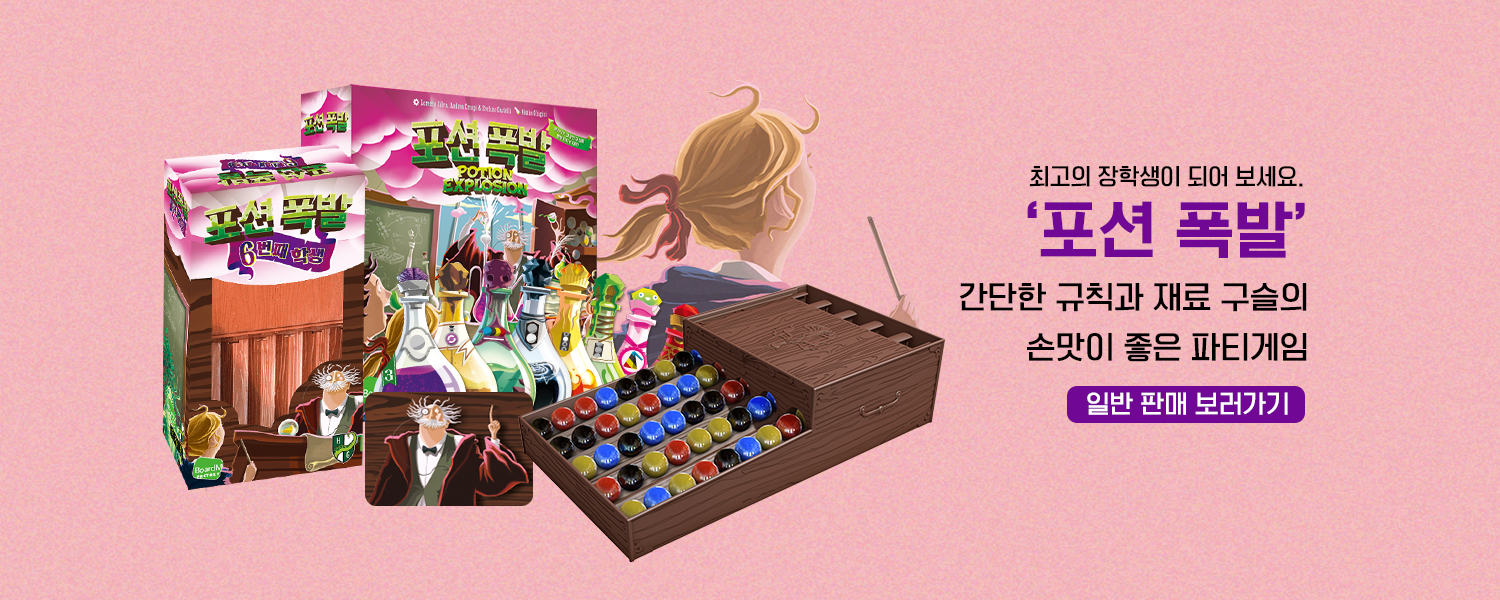 포션 폭발
POTION
EXPLOSION
포션 폭발
포션 폭발
6번째 학생
3
BoardM
최고의 장학생이 되어 보세요.
‘포션 폭발’
간단한 규칙과 재료 구슬의
손맛이 좋은 파티게임
일반 판매 보러가기